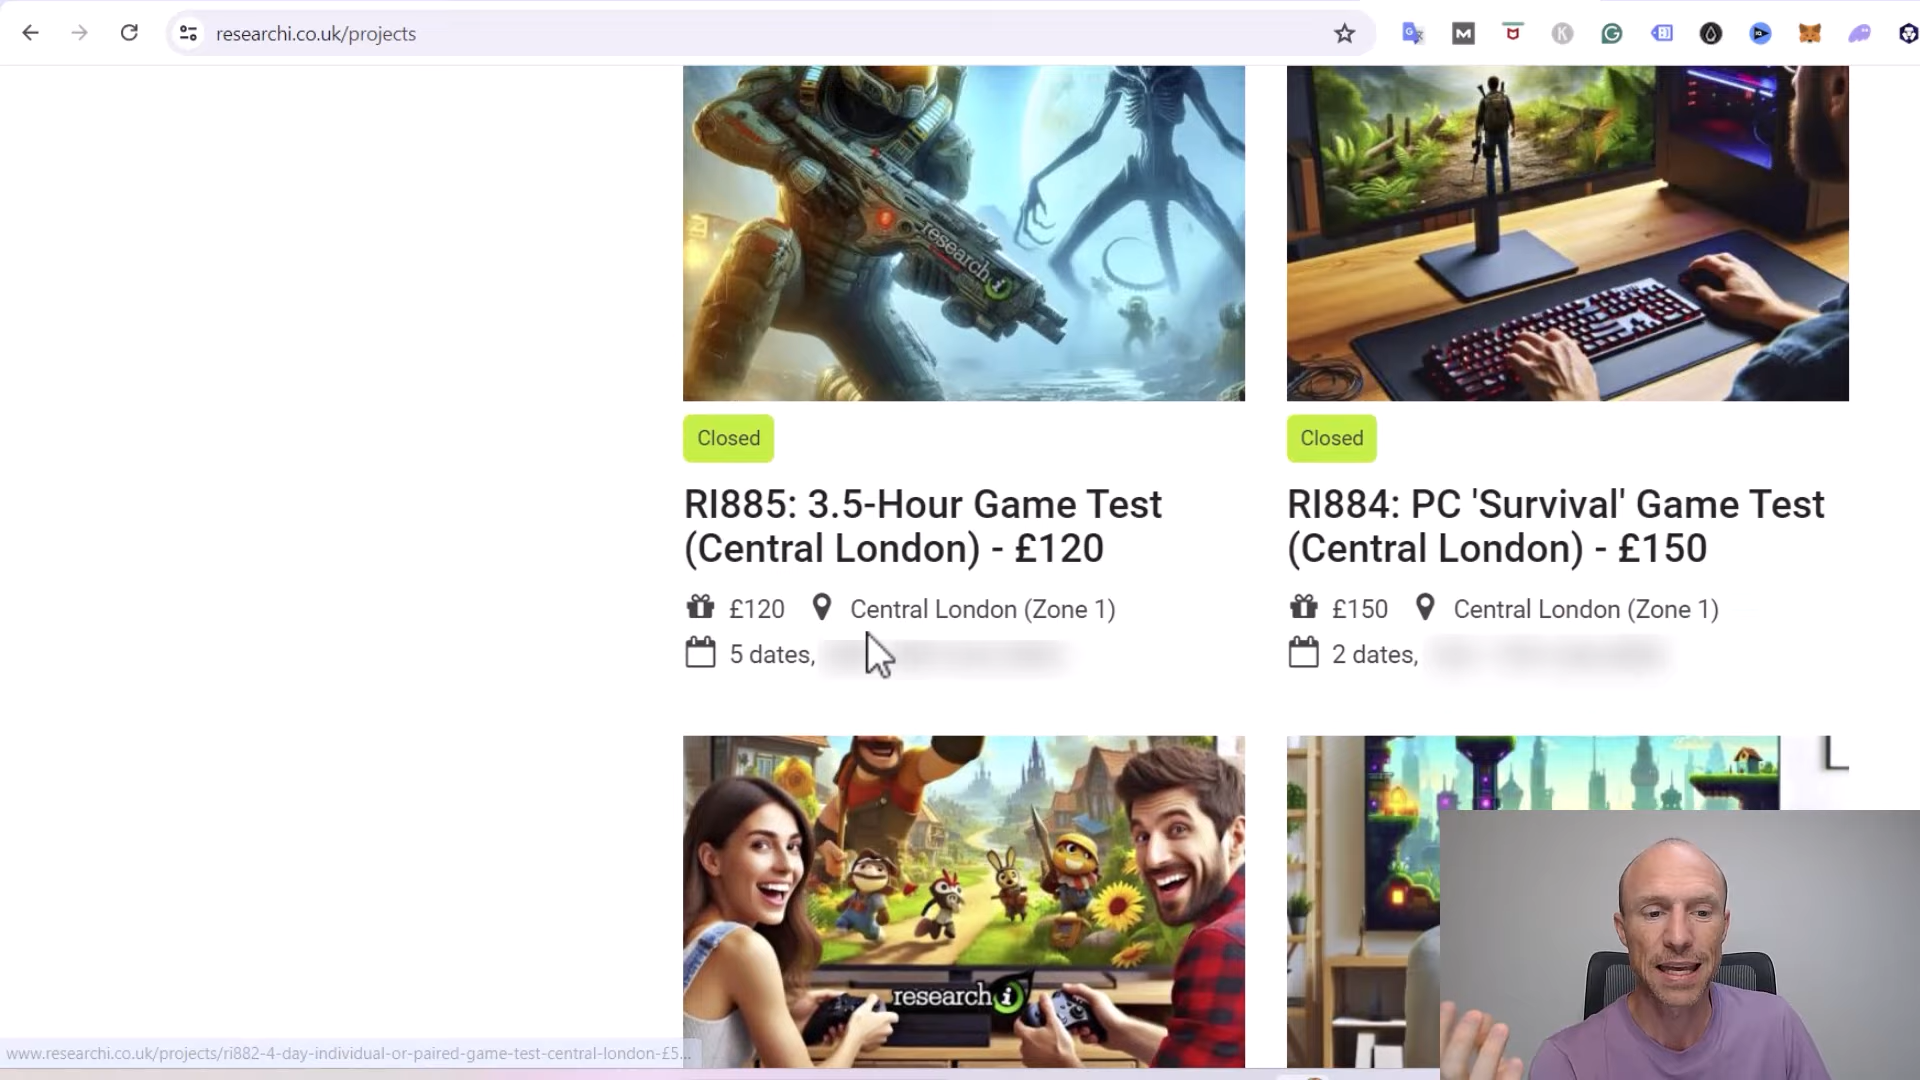 researchi.co.uk/projects
research i
Closed
Closed
RI885: 3.5-Hour Game Test
(Central London) - £120
£120 Central London (Zone 1)
5 dates,
RI884: PC 'Survival' Game Test
(Central London) - £150
£150 Central London (Zone 1)
2 dates,
research i
www.researchi.co.uk/projects/ri882-4-day-individual-or-paired-game-test-central-london-£5...